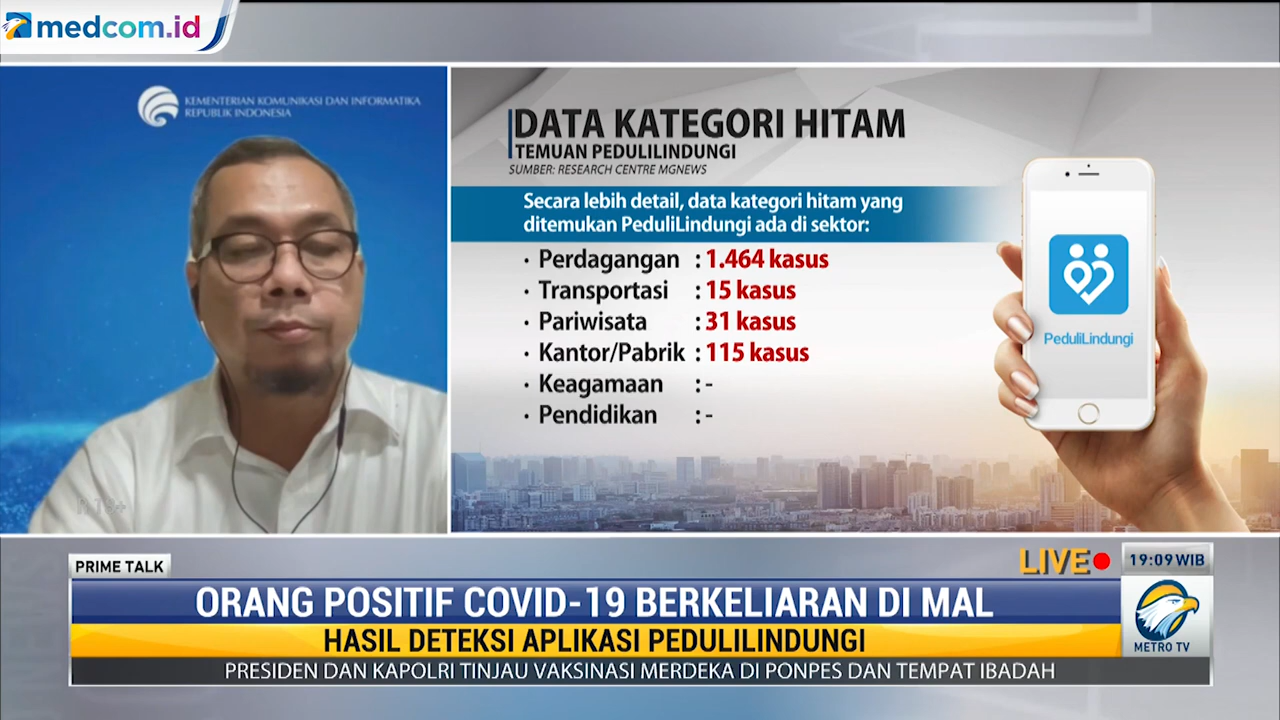 medcom.id
KEMENTERIAN KOMUNIKASI DAN INFORMATIKA
REPUBLIK INDONESIA
DATA KATEGORI HITAM
TEMUAN PEDULILINDUNGI
SUMBER: RESEARCH CENTRE MGNEWS
Secara lebih detail, data kategori hitam yang
ditemukan PeduliLindungi ada di sektor:
· Perdagangan : 1.464 kasus
· Transportasi : 15 kasus
· Pariwisata : 31 kasus
· Kantor/Pabrik : 115 kasus
· Keagamaan : -
· Pendidikan : -
PeduliLindungi
PRIME TALK
LIVE
19:09 WIB
ORANG POSITIF COVID-19 BERKELIARAN DI MAL
HASIL DETEKSI APLIKASI PEDULILINDUNGI
METRO TV
PRESIDEN DAN KAPOLRI TINJAU VAKSINASI MERDEKA DI PONPES DAN TEMPAT IBADAH